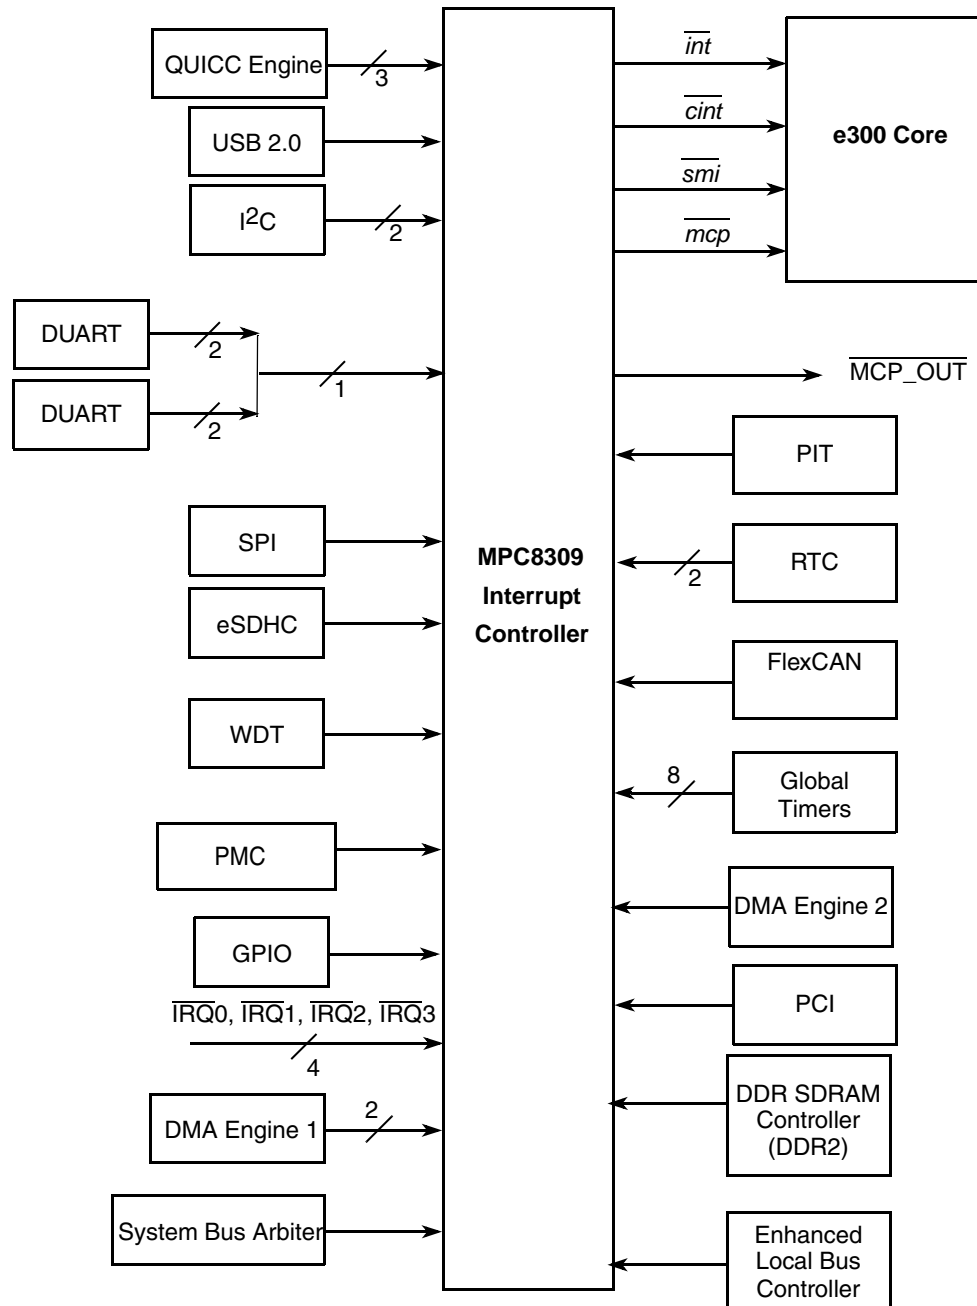 QUICC Engine
3
USB 2.0
I2C
2
DUART
2
1
DUART
2
SPI
eSDHC
WDT
PMC
GPIO
IRQ0, IRQ1, IRQ2, IRQ3
4
DMA Engine 1
2
System Bus Arbiter
MPC8309
Interrupt
Controller
int
cint
smi
mcp
e300 Core
MCP_OUT
PIT
RTC
2
FlexCAN
8
Global
Timers
DMA Engine 2
PCI
DDR SDRAM
Controller
(DDR2)
Enhanced
Local Bus
Controller